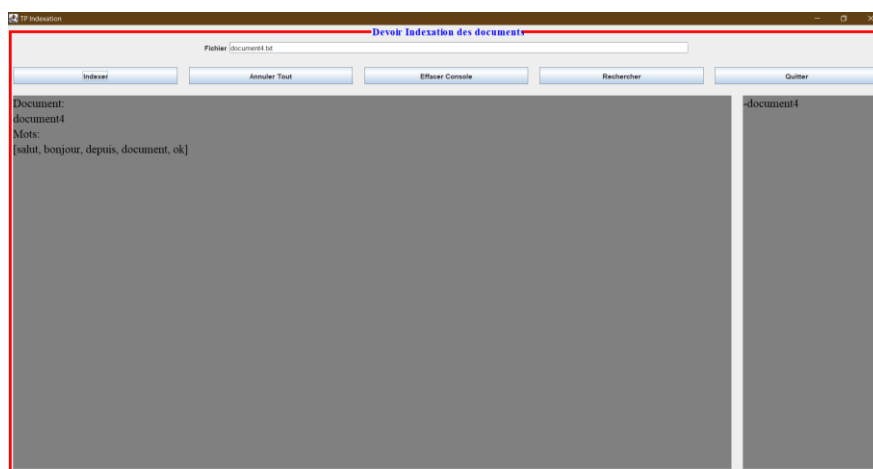 TP Indexation
Devoir Indexation des documents
Fichier document4.txt
Indexer Annuler Tout Effacer Console Rechercher Quitter
Document:
document4
Mots:
[salut, bonjour, depuis, document, ok]
-document4